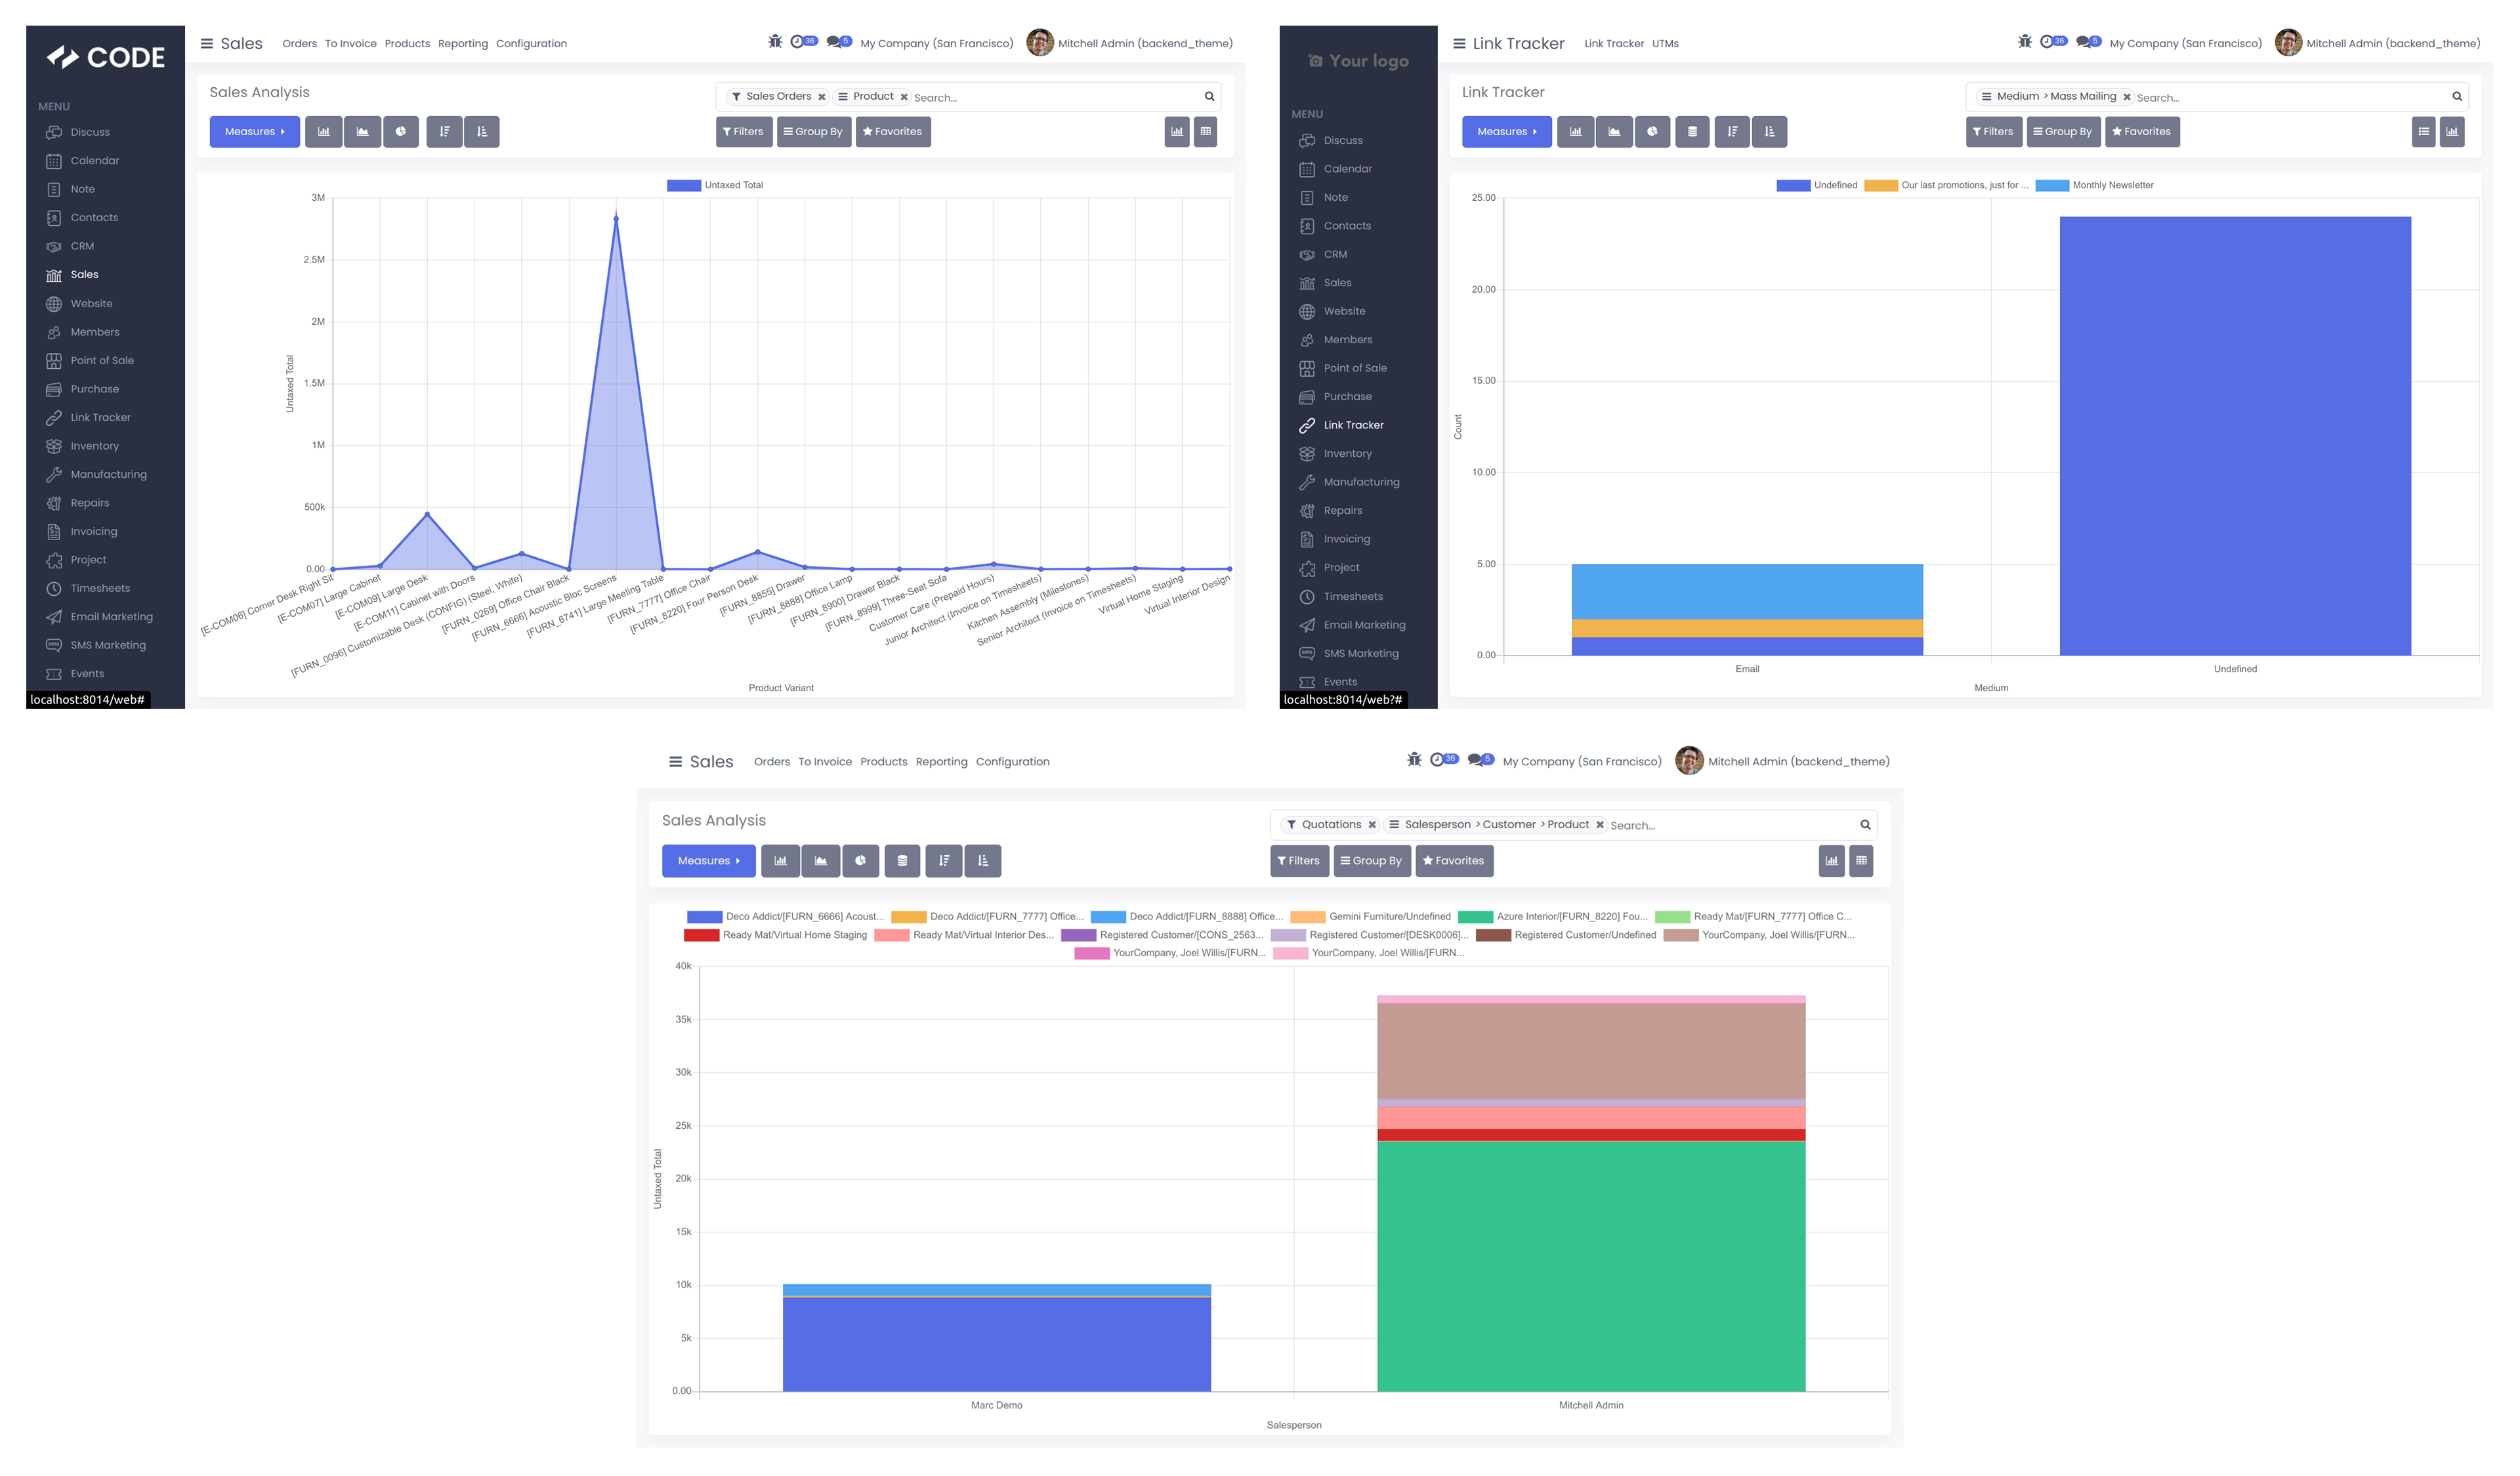 CODE
MENU
Discuss
Calendar
Note
Contacts
CRM
Sales
Website
Members
Point of Sale
Purchase
Link Tracker
Inventory
Manufacturing
Repairs
Invoicing
Project
Timesheets
Email Marketing
SMS Marketing
Events
localhost:8014/web#
Sales Orders To Invoice Products Reporting Configuration 36 5 My Company (San Francisco) Mitchell Admin (backend_theme)
Sales Analysis
Sales Orders Product Search...
Measures Filters Group By Favorites
Untaxed Total
3M
2.5M
2M
1.5M
1M
500k
0.00
Untaxed Total
[E-COM06] Corner Desk Right Sit
[E-COM07] Large Cabinet
[E-COM09] Large Desk
[E-COM11] Cabinet with Doors
[FURN_0096] Customizable Desk (CONFIG) (Steel, White)
[FURN_0269] Office Chair Black
[FURN_6666] Acoustic Bloc Screens
[FURN_6741] Large Meeting Table
[FURN_7777] Office Chair
[FURN_8220] Four Person Desk
[FURN_8855] Drawer
[FURN_8888] Office Lamp
[FURN_8900] Drawer Black
[FURN_8999] Three-Seat Sofa
Customer Care (Prepaid Hours)
Junior Architect (Invoice on Timesheets)
Kitchen Assembly (Milestones)
Senior Architect (Invoice on Timesheets)
Virtual Home Staging
Virtual Interior Design
Product Variant
Your logo
MENU
Discuss
Calendar
Note
Contacts
CRM
Sales
Website
Members
Point of Sale
Purchase
Link Tracker
Inventory
Manufacturing
Repairs
Invoicing
Project
Timesheets
Email Marketing
SMS Marketing
Events
localhost:8014/web?#
Link Tracker Link Tracker UTMs 36 5 My Company (San Francisco) Mitchell Admin (backend_theme)
Link Tracker
Medium > Mass Mailing Search...
Measures Filters Group By Favorites
Undefined Our last promotions, just for ... Monthly Newsletter
25.00
20.00
15.00
10.00
5.00
0.00
Count
Email Undefined
Medium
Sales Orders To Invoice Products Reporting Configuration 36 5 My Company (San Francisco) Mitchell Admin (backend_theme)
Sales Analysis
Quotations Salesperson > Customer > Product Search...
Measures Filters Group By Favorites
Deco Addict/[FURN_6666] Acoust... Deco Addict/[FURN_7777] Office... Deco Addict/[FURN_8888] Office... Gemini Furniture/Undefined Azure Interior/[FURN_8220] Fou... Ready Mat/[FURN_7777] Office C...
Ready Mat/Virtual Home Staging Ready Mat/Virtual Interior Des... Registered Customer/[CONS_2563... Registered Customer/[DESK0006]... Registered Customer/Undefined YourCompany, Joel Willis/[FURN...
YourCompany, Joel Willis/[FURN... YourCompany, Joel Willis/[FURN...
40k
35k
30k
25k
20k
15k
10k
5k
0.00
Untaxed Total
Marc Demo Mitchell Admin
Salesperson